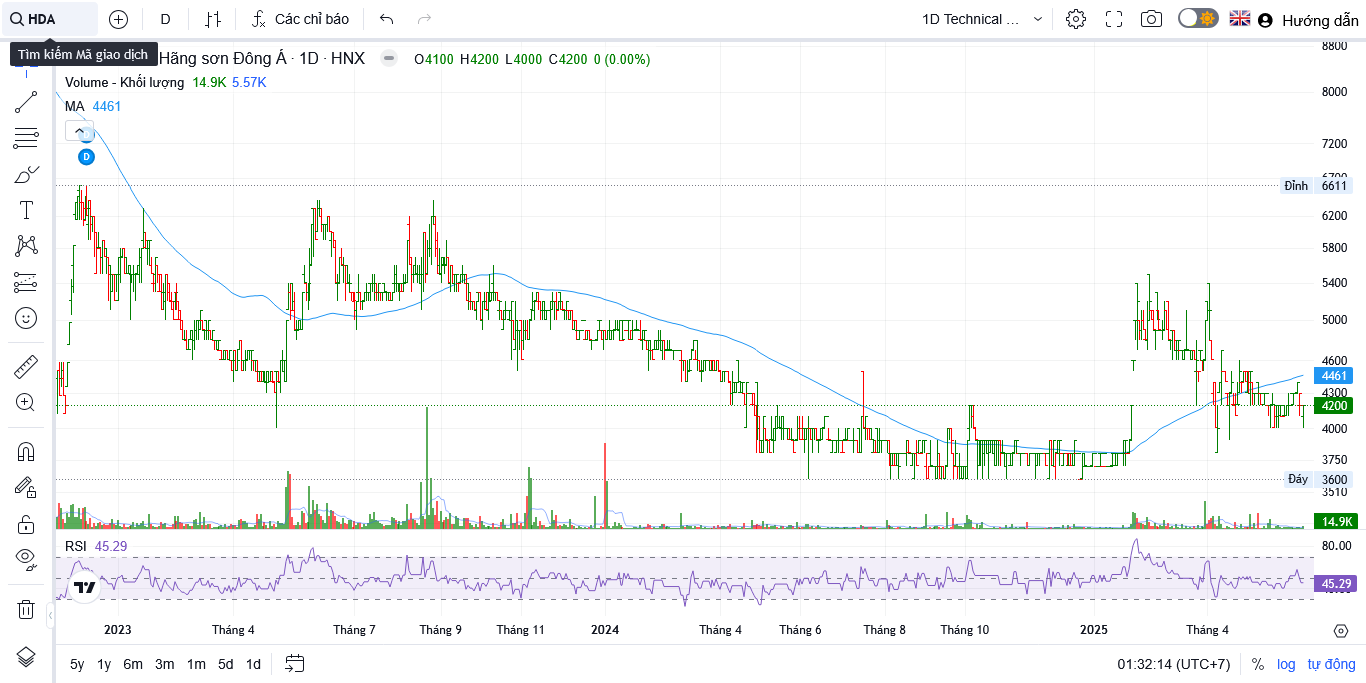 HDA D Các chỉ báo 1D Technical ... Hướng dẫn
Tìm kiếm Mã giao dịch
Hãng sơn Đông Á · 1D · HNX O4100 H4200 L4000 C4200 0 (0.00%)
Volume - Khối lượng 14.9K 5.57K
MA 4461
D
8800
8000
7200
Đỉnh 6611
6200
5800
5400
5000
4600
4461
4300
4200
4000
3750
Đáy 3600
3510
14.9K
RSI 45.29
80.00
45.29
2023 Tháng 4 Tháng 7 Tháng 9 Tháng 11 2024 Tháng 4 Tháng 6 Tháng 8 Tháng 10 2025 Tháng 4
5y 1y 6m 3m 1m 5d 1d 01:32:14 (UTC+7) % log tự động